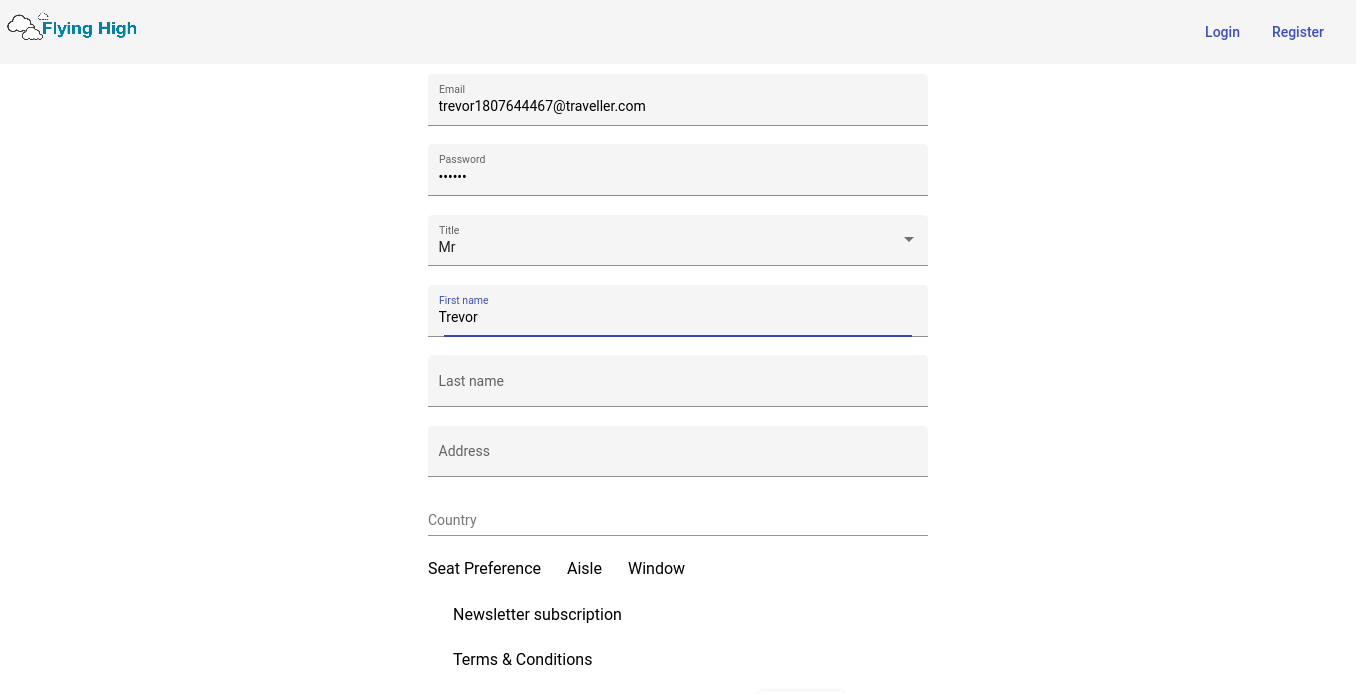 Flying High
Login Register
Email
trevor1807644467@traveller.com
Password
••••••
Title
Mr
First name
Trevor
Last name
Address
Country
Seat Preference Aisle Window
Newsletter subscription
Terms & Conditions